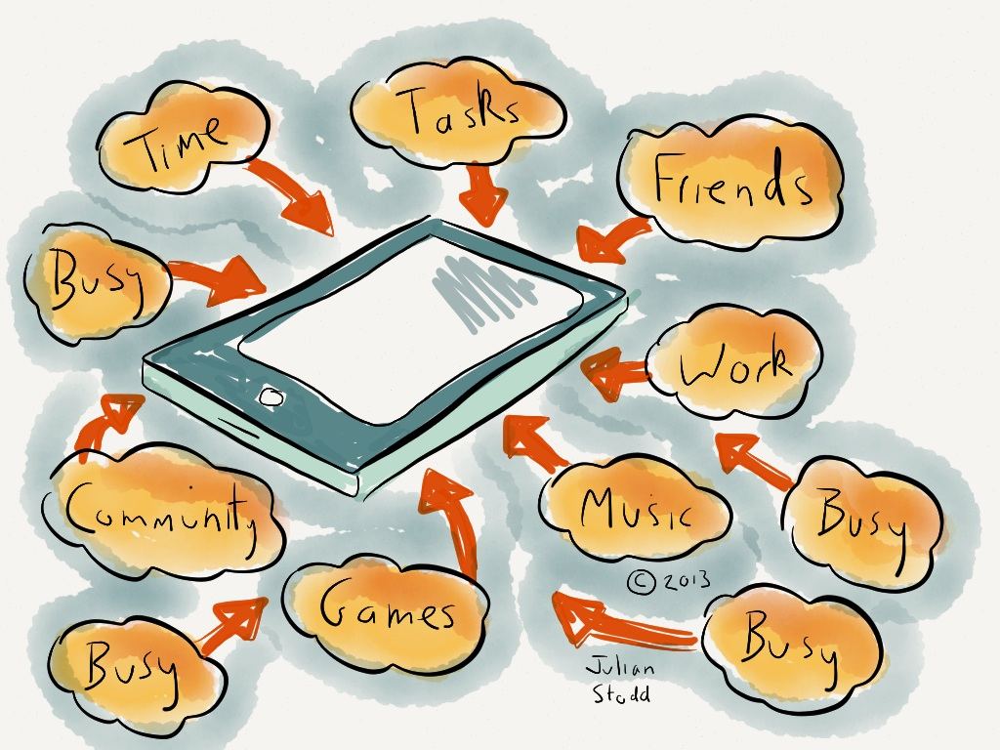 Time
Tasks
Friends
Busy
Work
Community
Music
Busy
Games
© 2013
Busy
Busy
Julian
Stodd